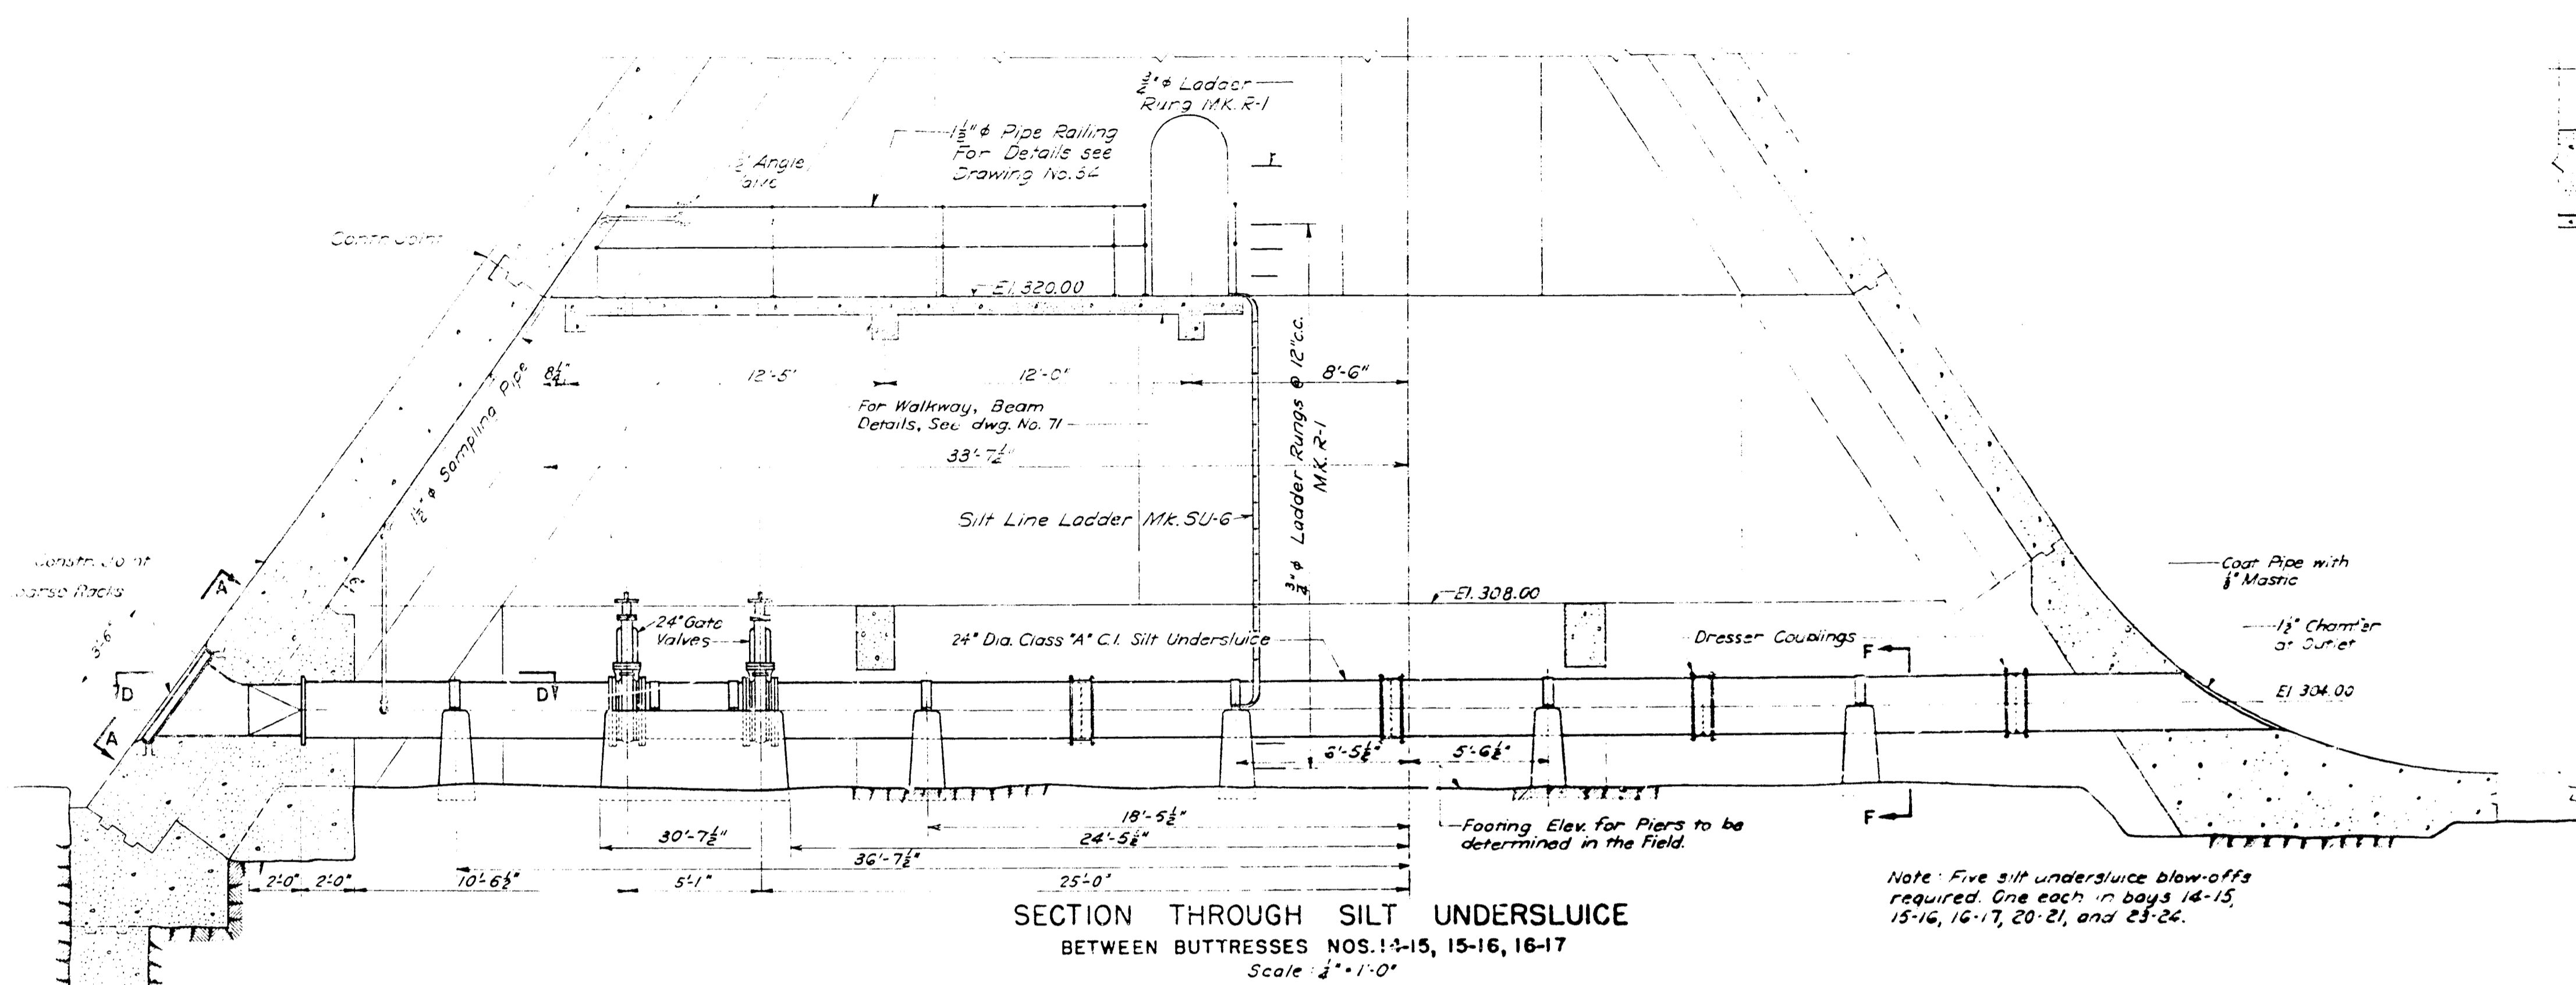 3/4"φ Ladder
Rung MK. R-1
1 1/2"φ Pipe Railing
For Details see
Drawing No.
Angle
Constr. Joint
El. 320.00
8 1/4"
12'-5"
12'-0"
8'-6"
For Walkway, Beam
Details, See dwg. No. 71
33'-7 1/2"
1 1/2"φ Sampling Pipe
3/4"φ Ladder Rungs @ 12"c.c.
MK. R-1
Silt Line Ladder Mk. SU-6
Constr. Joint
Racks
A
3'-6"
24" Gate
Valves
El. 308.00
24" Dia. Class "A" C.I. Silt Undersluice
Dresser Couplings
Coat Pipe with
1/8" Mastic
1 1/2" Chamfer
at Outlet
El 304.00
D
D
F
A
6'-5 1/2"
5'-6 1/2"
F
18'-5 1/2"
30'-7 1/2"
24'-5 1/2"
36'-7 1/2"
Footing Elev. for Piers to be
determined in the Field.
2'-0"
2'-0"
10'-6 1/2"
5'-1"
25'-0"
Note: Five silt undersluice blow-offs
required. One each in bays 14-15,
15-16, 16-17, 20-21, and
SECTION THROUGH SILT UNDERSLUICE
BETWEEN BUTTRESSES NOS. 14-15, 15-16, 16-17
Scale: 1/4" = 1'-0"